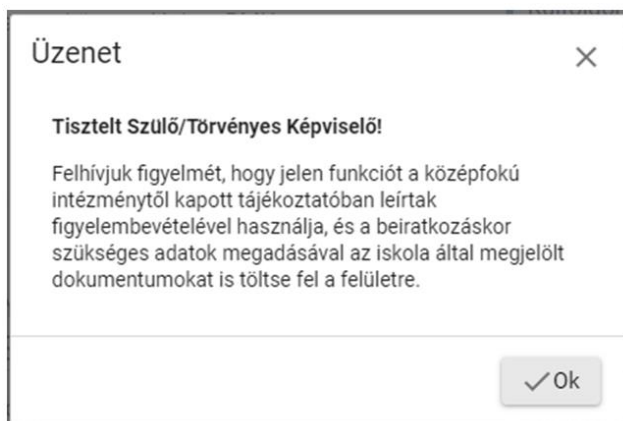 Üzenet
Tisztelt Szülő/Törvényes Képviselő!
Felhívjuk figyelmét, hogy jelen funkciót a középfokú
intézménytől kapott tájékoztatóban leírtak
figyelembevételével használja, és a beiratkozáskor
szükséges adatok megadásával az iskola által megjelölt
dokumentumokat is töltse fel a felületre.
Ok